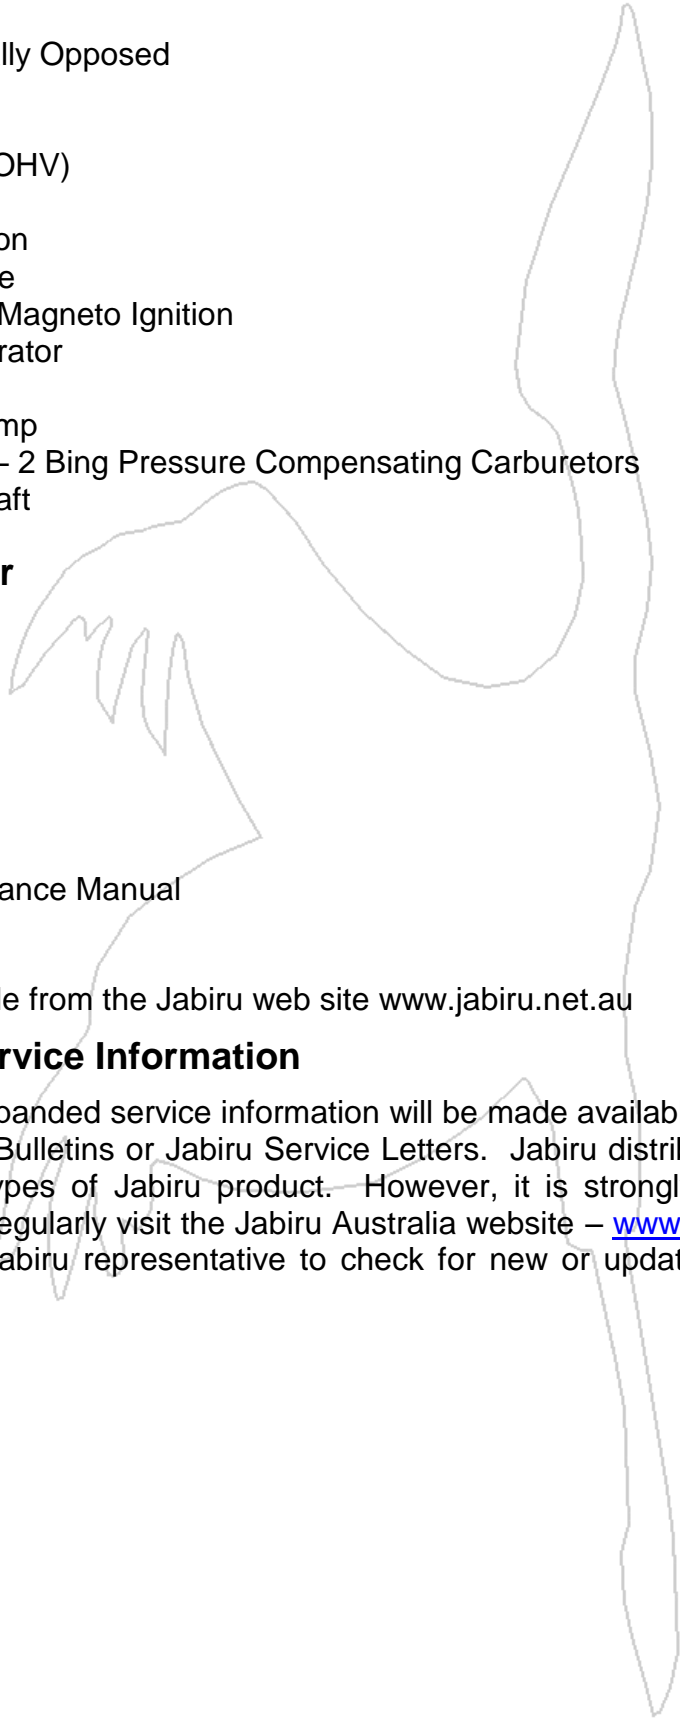 lly Opposed
OHV)
on
e
Magneto Ignition
rator
mp
– 2 Bing Pressure Compensating Carburetors
aft
r
ance Manual
le from the Jabiru web site www.jabiru.net.au
rvice Information
panded service information will be made availab
Bulletins or Jabiru Service Letters. Jabiru distril
ypes of Jabiru product. However, it is strongl
egularly visit the Jabiru Australia website – www
abiru representative to check for new or updat